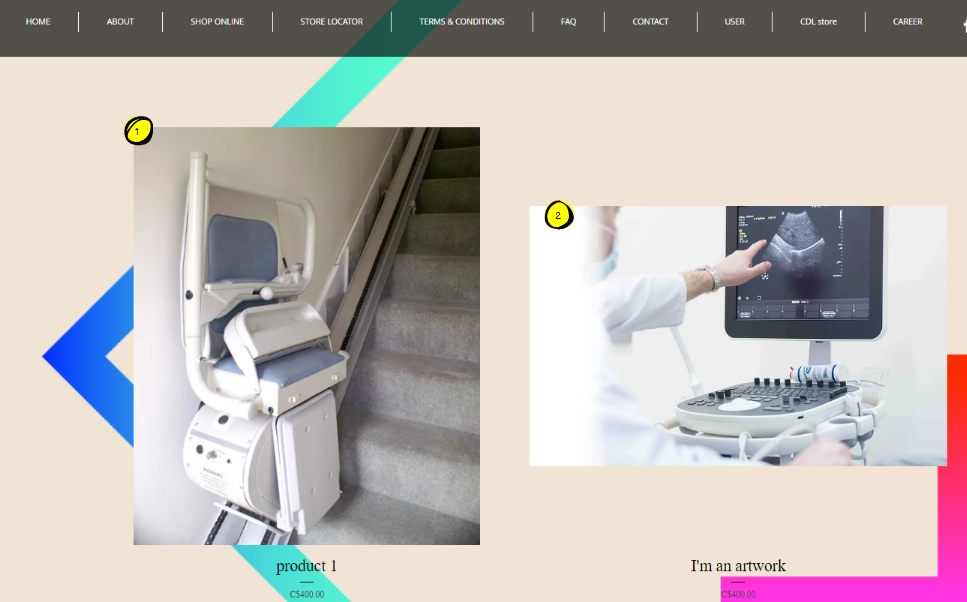 HOME ABOUT SHOP ONLINE STORE LOCATOR TERMS & CONDITIONS FAQ CONTACT USER CDL store CAREER
1
2
product 1
C$400.00
I'm an artwork
C$400.00